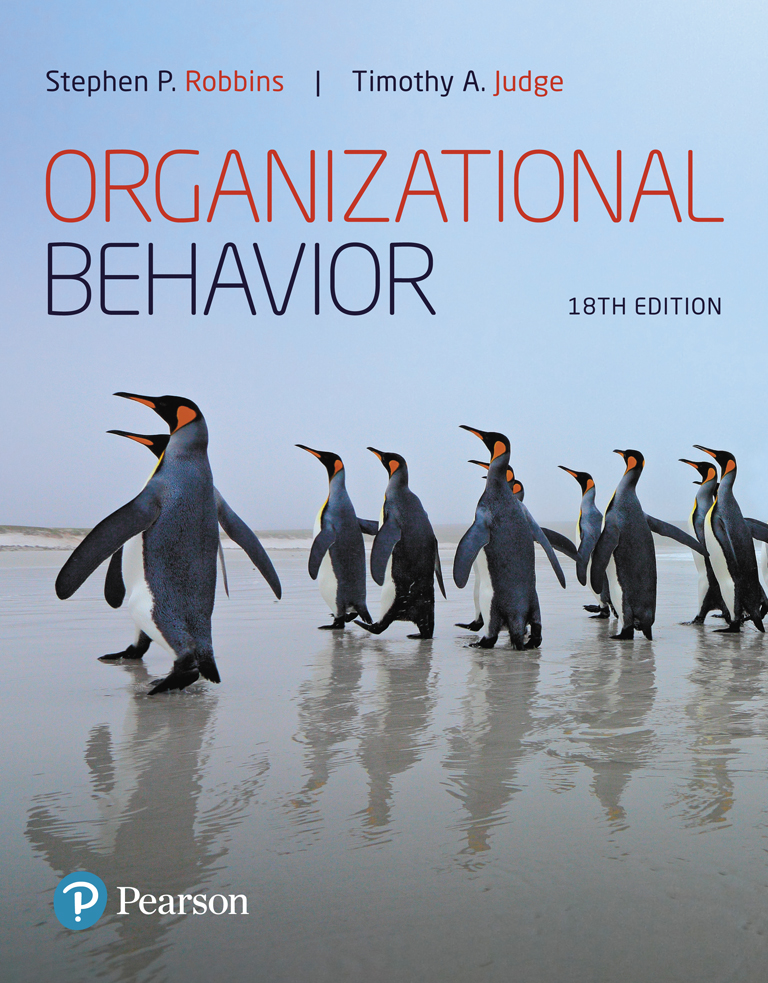 Stephen P. Robbins | Timothy A. Judge
ORGANIZATIONAL
BEHAVIOR
18TH EDITION
Pearson